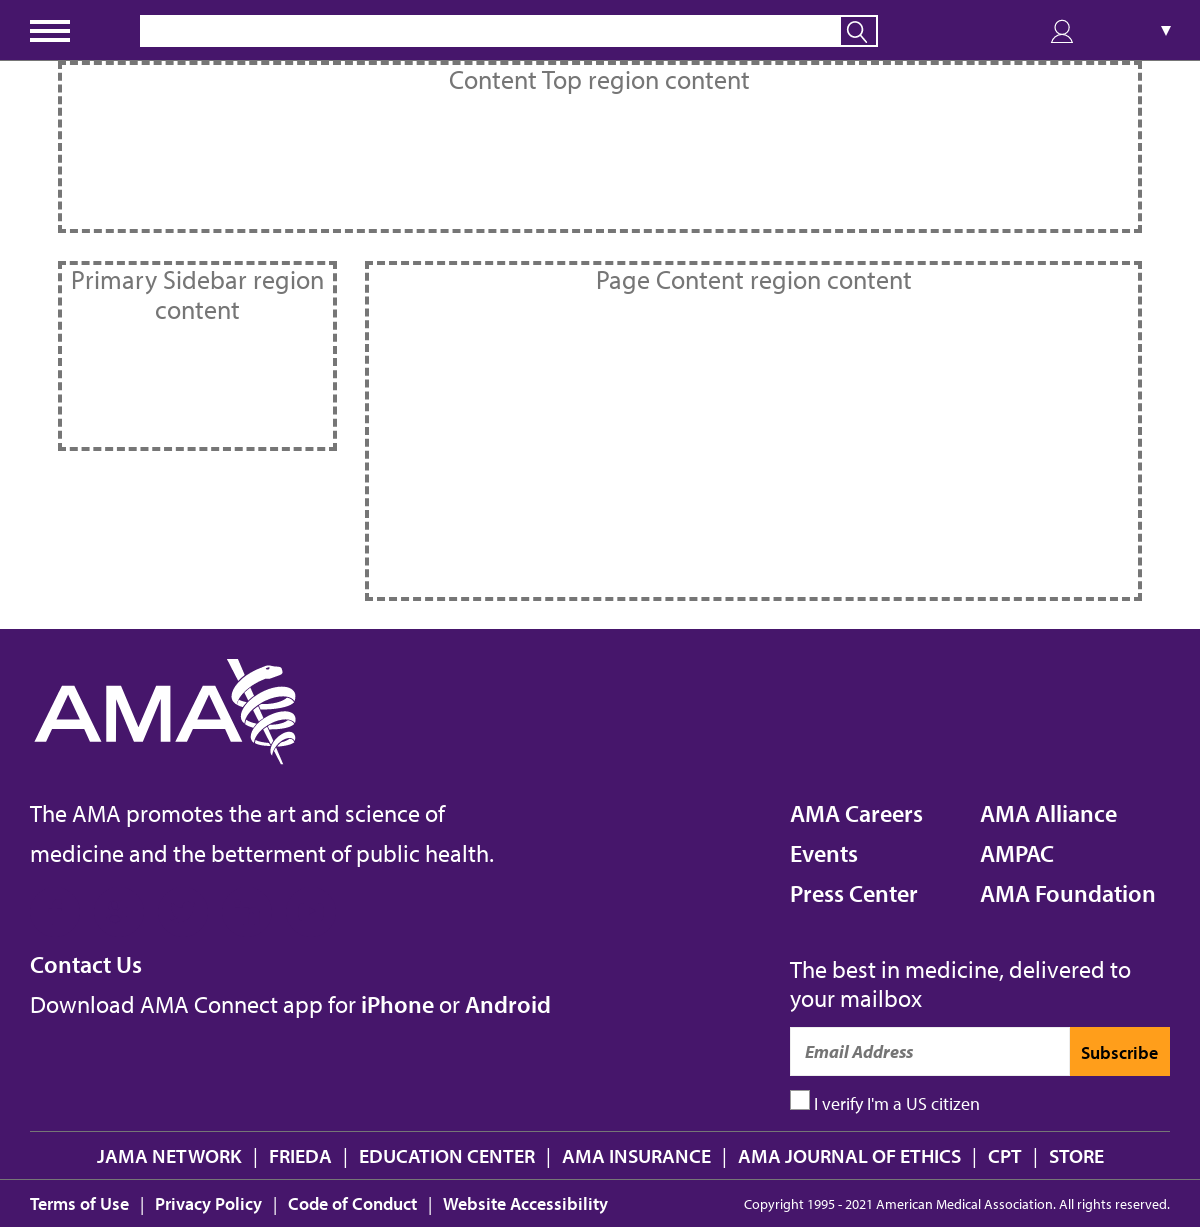 Content Top region content
Primary Sidebar region
content
Page Content region content
AMA
The AMA promotes the art and science of
medicine and the betterment of public health.
AMA Careers
Events
Press Center
AMA Alliance
AMPAC
AMA Foundation
Contact Us
Download AMA Connect app for iPhone or Android
The best in medicine, delivered to
your mailbox
Email Address
Subscribe
I verify I'm a US citizen
JAMA NETWORK | FRIEDA | EDUCATION CENTER | AMA INSURANCE | AMA JOURNAL OF ETHICS | CPT | STORE
Terms of Use | Privacy Policy | Code of Conduct | Website Accessibility
Copyright 1995 - 2021 American Medical Association. All rights reserved.